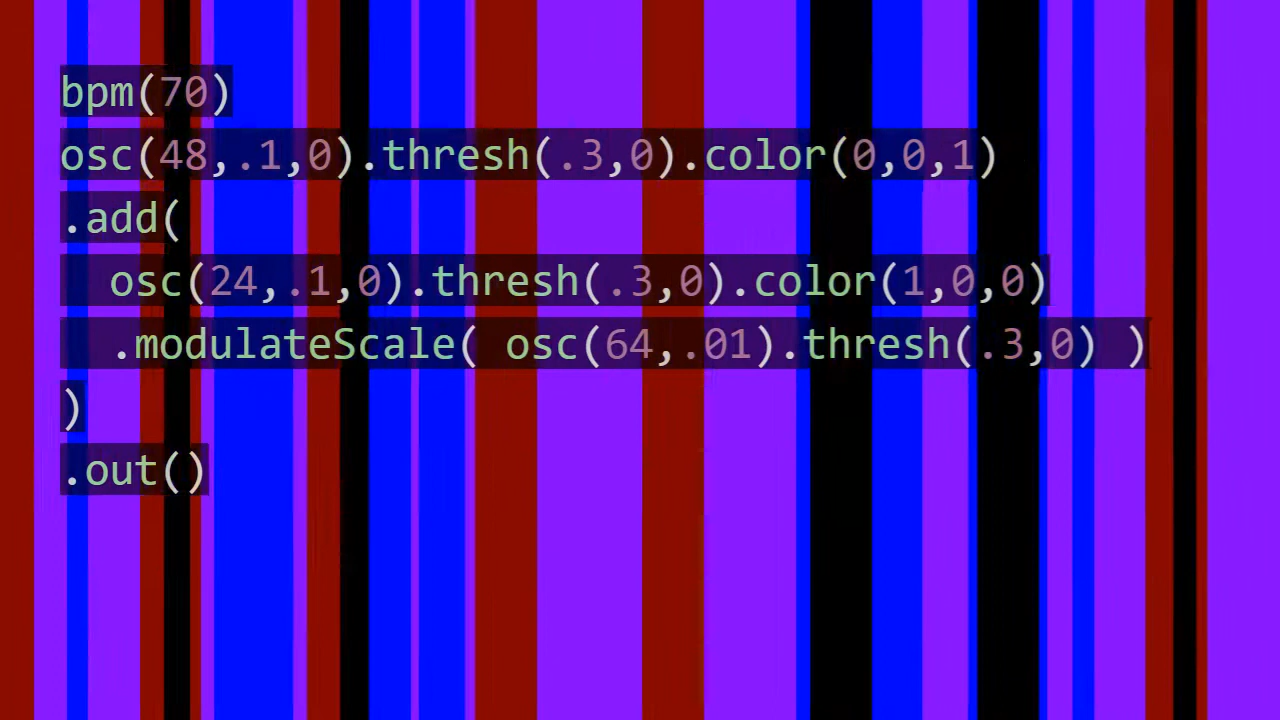 bpm(70)
osc(48,.1,0).thresh(.3,0).color(0,0,1)
.add(
  osc(24,.1,0).thresh(.3,0).color(1,0,0)
  .modulateScale( osc(64,.01).thresh(.3,0) )
)
.out()